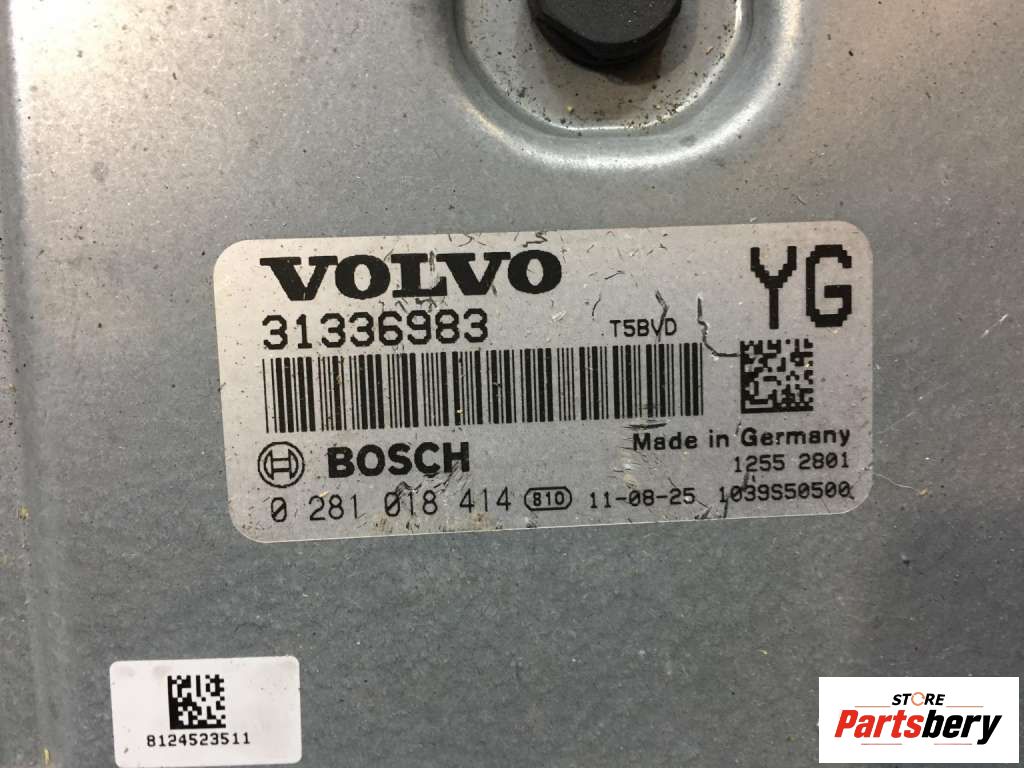 VOLVO
YG
31336983
T5BVD
BOSCH
Made in Germany
1255 2801
0 281 018 414 810 11-08-25 1039S50500
8124523511
STORE
Partsbery